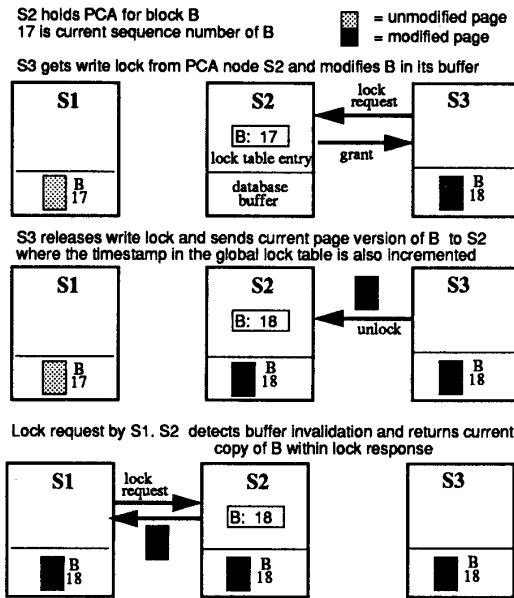 S2 holds PCA for block B
17 is current sequence number of B
= unmodified page
= modified page
S3 gets write lock from PCA node S2 and modifies B in its buffer
S1
S2
lock
request
S3
B: 17
lock table entry
grant
B
17
database
buffer
B
18
S3 releases write lock and sends current page version of B to S2
where the timestamp in the global lock table is also incremented
S1
S2
S3
B: 18
unlock
B
17
B
18
B
18
Lock request by S1. S2 detects buffer invalidation and returns current
copy of B within lock response
S1
lock
request
S2
S3
B: 18
B
18
B
18
B
18